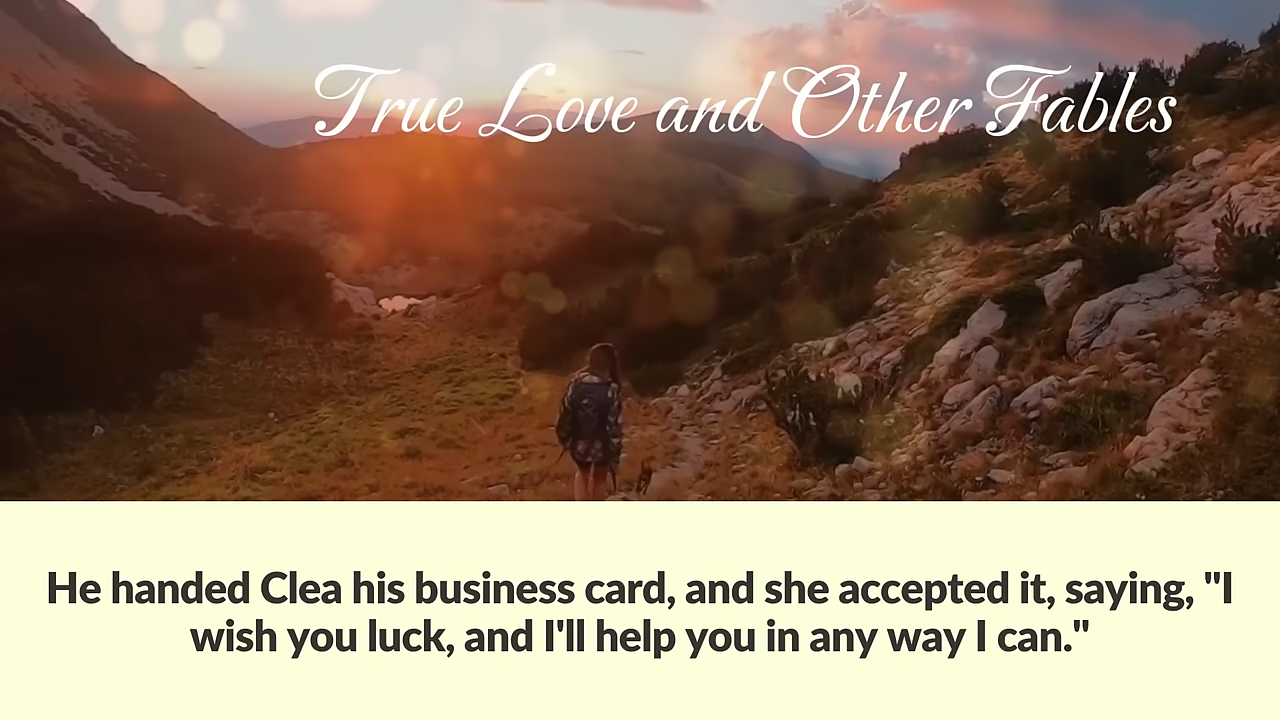 True Love and Other Fables
He handed Clea his business card, and she accepted it, saying, "I
wish you luck, and I'll help you in any way I can."